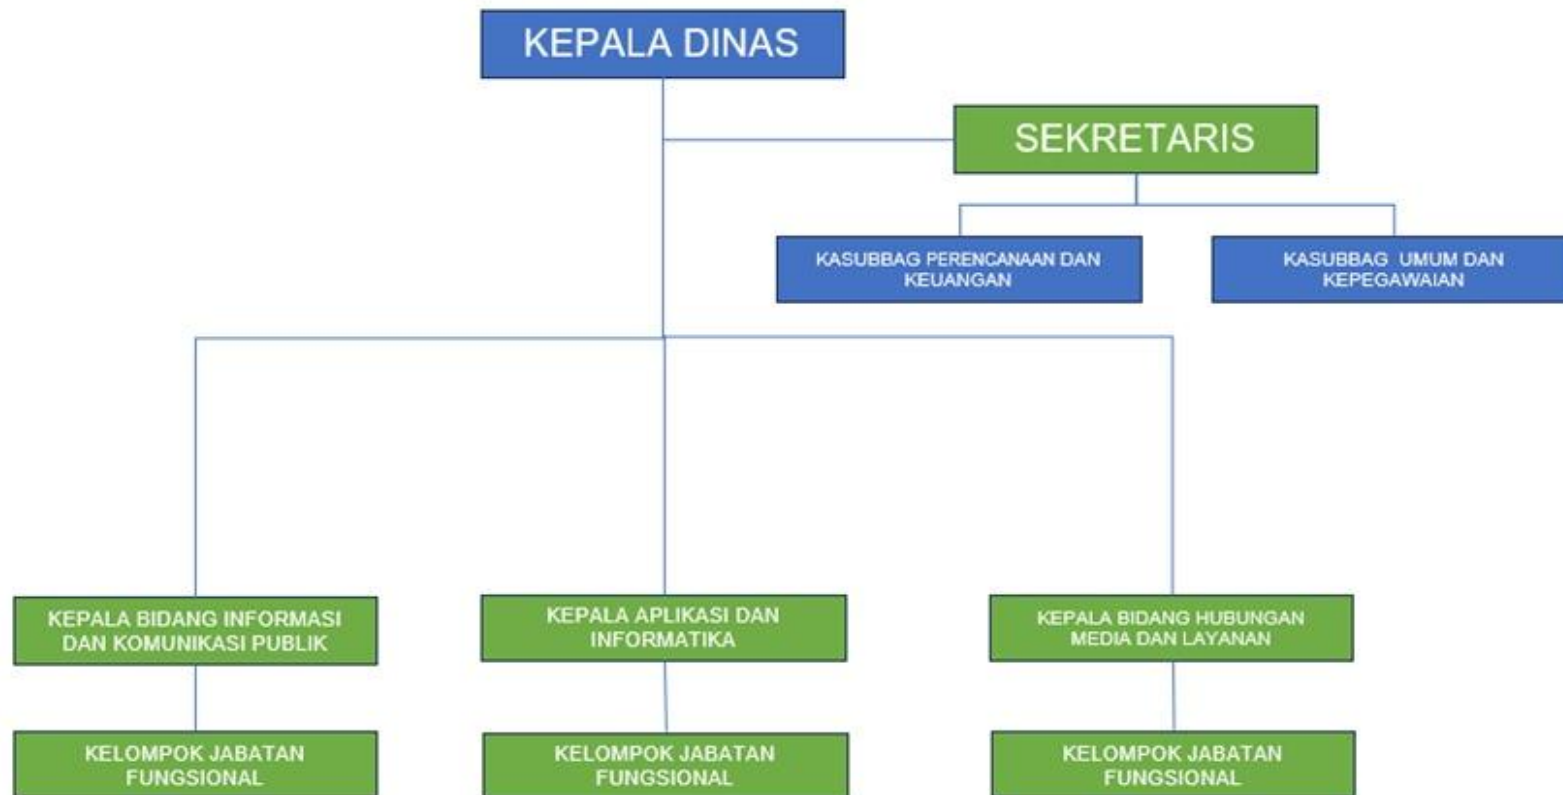 KEPALA DINAS
SEKRETARIS
KASUBBAG PERENCANAAN DAN
KEUANGAN
KASUBBAG UMUM DAN
KEPEGAWAIAN
KEPALA BIDANG INFORMASI
DAN KOMUNIKASI PUBLIK
KEPALA APLIKASI DAN
INFORMATIKA
KEPALA BIDANG HUBUNGAN
MEDIA DAN LAYANAN
KELOMPOK JABATAN
FUNGSIONAL
KELOMPOK JABATAN
FUNGSIONAL
KELOMPOK JABATAN
FUNGSIONAL